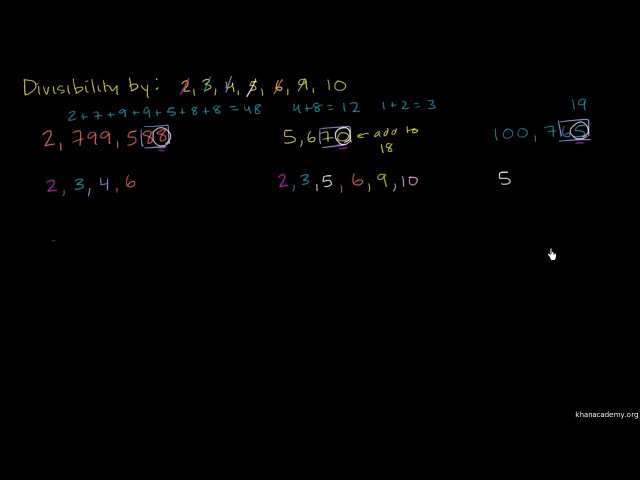 Divisibility by: 2, 3, 4, 5, 6, 9, 10
2+7+9+9+5+8+8 = 48 4+8 = 12 1+2 = 3 19
2, 799, 588 5, 670 ← add to 18 100, 765
2, 3, 4, 6 2, 3, 5, 6, 9, 10 5
khanacademy.org